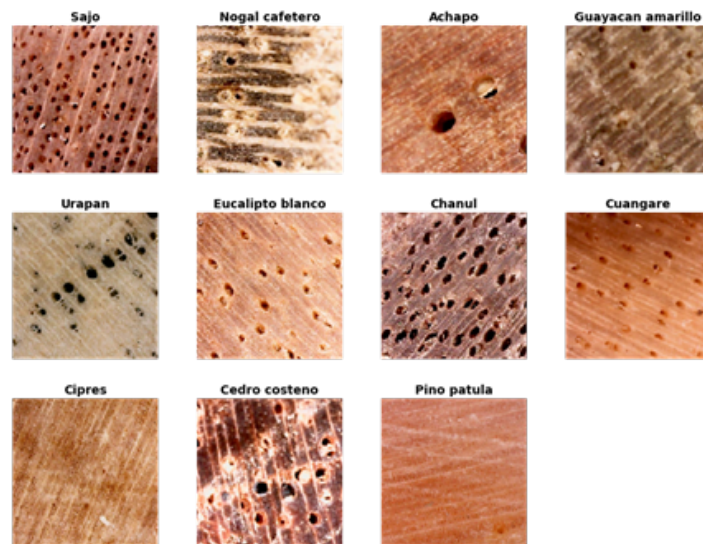 Sajo
Nogal cafetero
Achapo
Guayacan amarillo
Urapan
Eucalipto blanco
Chanul
Cuangare
Cipres
Cedro costeno
Pino patula